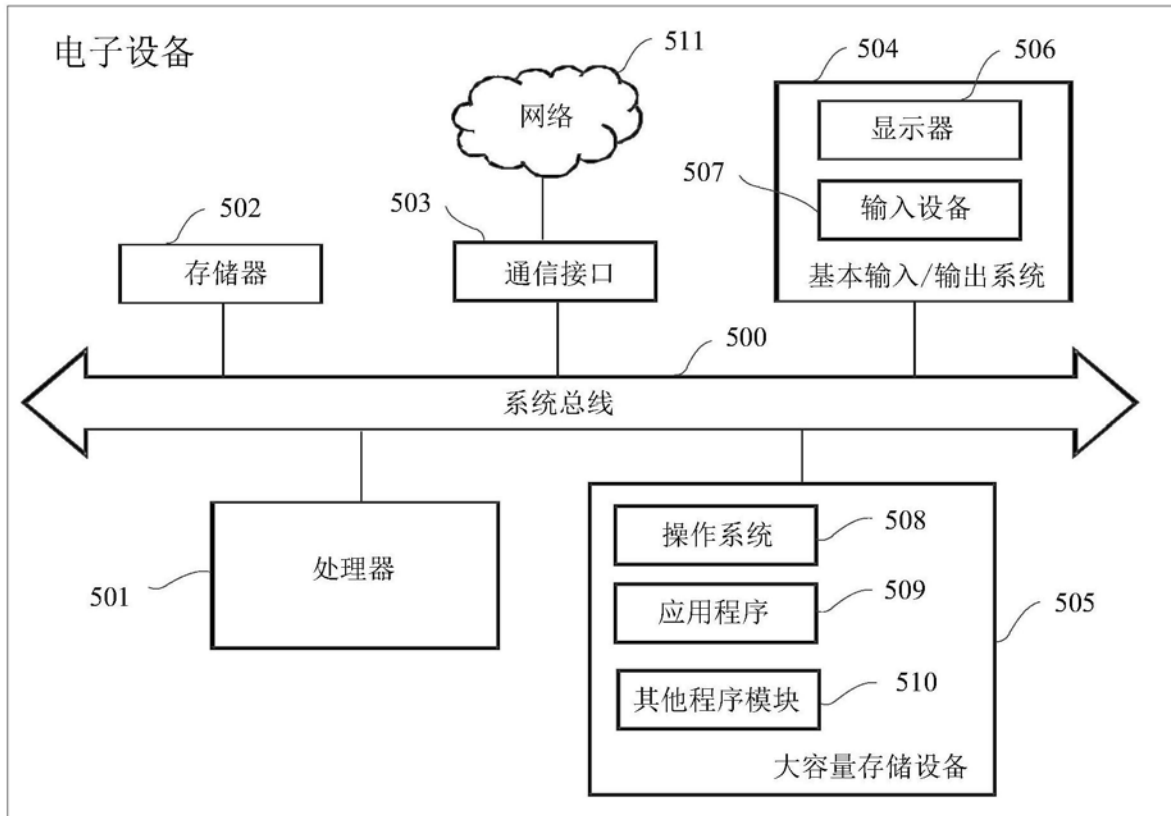 电子设备
511
网络
504
506
显示器
507
输入设备
基本输入/输出系统
502
存储器
503
通信接口
500
系统总线
501
处理器
508
操作系统
509
应用程序
505
510
其他程序模块
大容量存储设备